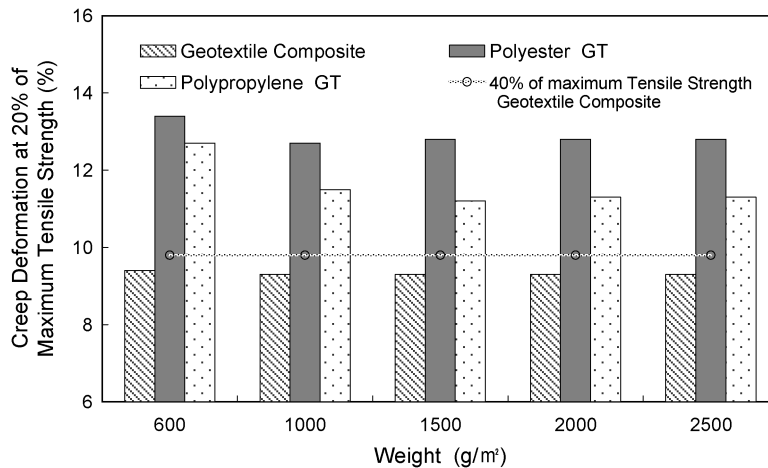 16
14
12
10
8
6
Creep Deformation at 20% of
Maximum Tensile Strength (%)
Geotextile Composite
Polypropylene GT
Polyester GT
40% of maximum Tensile Strength
Geotextile Composite
600
1000
1500
2000
2500
Weight (g/㎡)